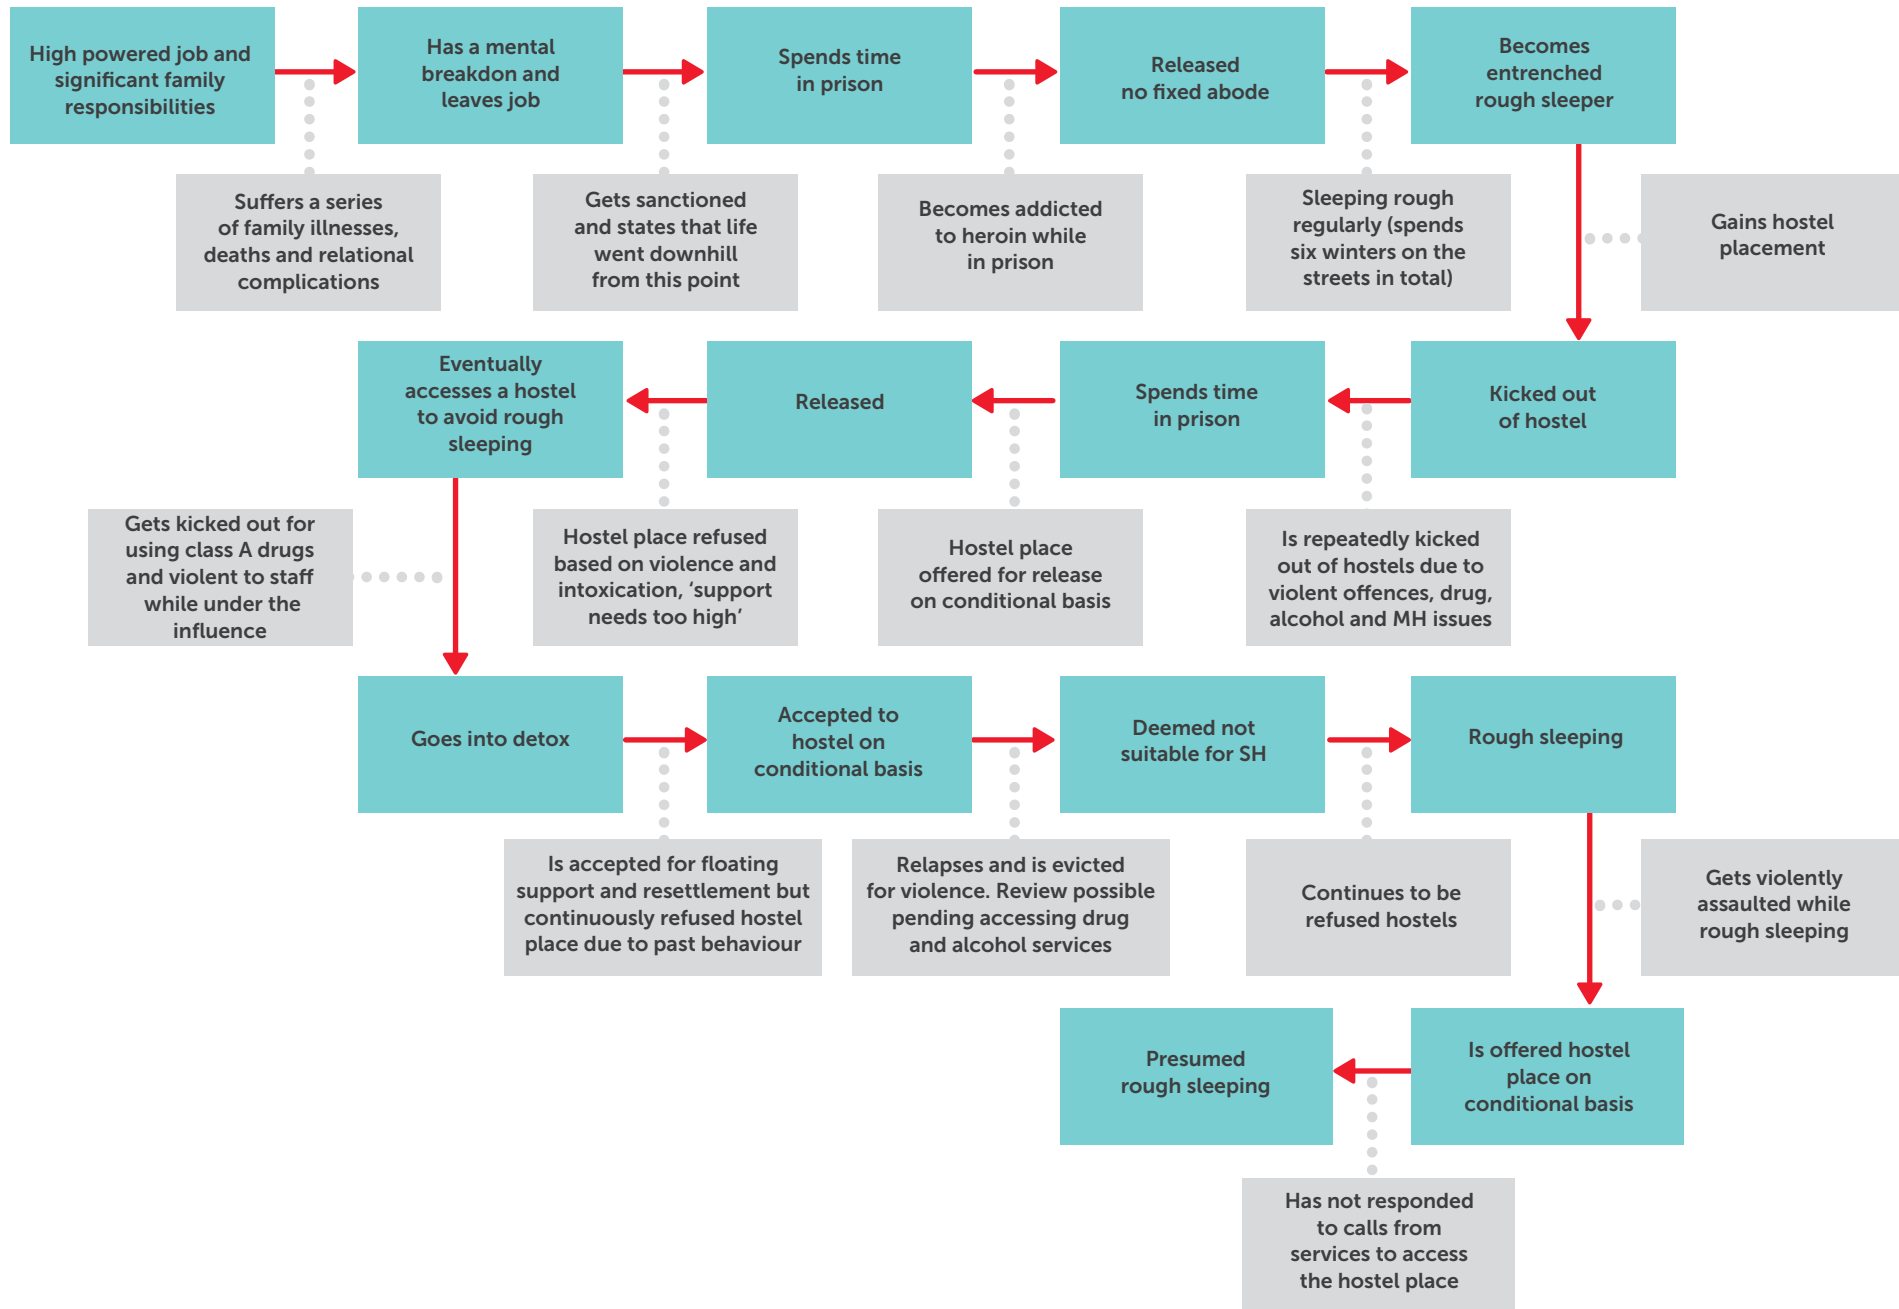 High powered job and
significant family
responsibilities
Has a mental
breakdon and
leaves job
Spends time
in prison
Released
no fixed abode
Becomes
entrenched
rough sleeper
Suffers a series
of family illnesses,
deaths and relational
complications
Gets sanctioned
and states that life
went downhill
from this point
Becomes addicted
to heroin while
in prison
Sleeping rough
regularly (spends
six winters on the
streets in total)
Gains hostel
placement
Eventually
accesses a hostel
to avoid rough
sleeping
Released
Spends time
in prison
Kicked out
of hostel
Gets kicked out for
using class A drugs
and violent to staff
while under the
influence
Hostel place refused
based on violence and
intoxication, ‘support
needs too high’
Hostel place
offered for release
on conditional basis
Is repeatedly kicked
out of hostels due to
violent offences, drug,
alcohol and MH issues
Goes into detox
Accepted to
hostel on
conditional basis
Deemed not
suitable for SH
Rough sleeping
Is accepted for floating
support and resettlement but
continuously refused hostel
place due to past behaviour
Relapses and is evicted
for violence. Review possible
pending accessing drug
and alcohol services
Continues to be
refused hostels
Gets violently
assaulted while
rough sleeping
Presumed
rough sleeping
Is offered hostel
place on
conditional basis
Has not responded
to calls from
services to access
the hostel place